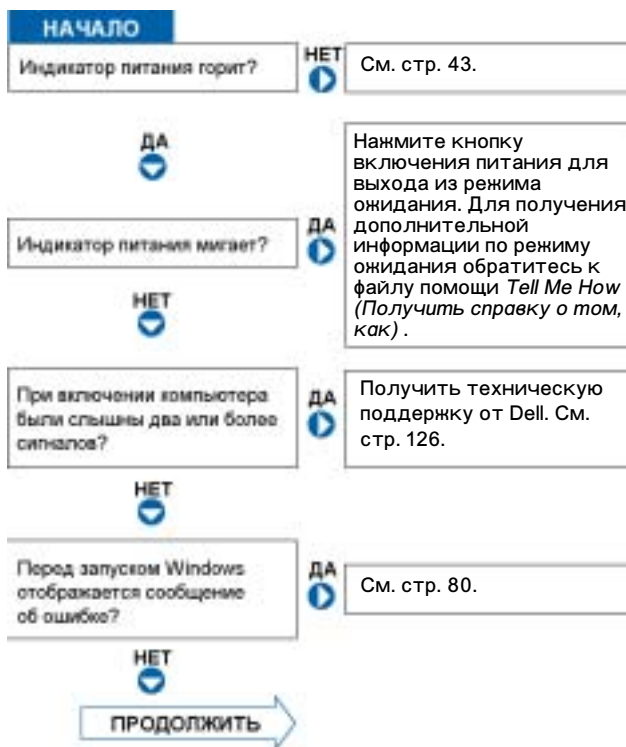 НАЧАЛО
Индикатор питания горит?
НЕТ
См. стр. 43.
ДА
Индикатор питания мигает?
ДА
Нажмите кнопку
включения питания для
выхода из режима
ожидания. Для получения
дополнительной
информации по режиму
ожидания обратитесь к
файлу помощи Tell Me How
(Получить справку о том,
как) .
НЕТ
При включении компьютера
были слышны два или более
сигналов?
ДА
Получить техническую
поддержку от Dell. См.
стр. 126.
НЕТ
Перед запуском Windows
отображается сообщение
об ошибке?
ДА
См. стр. 80.
НЕТ
ПРОДОЛЖИТЬ